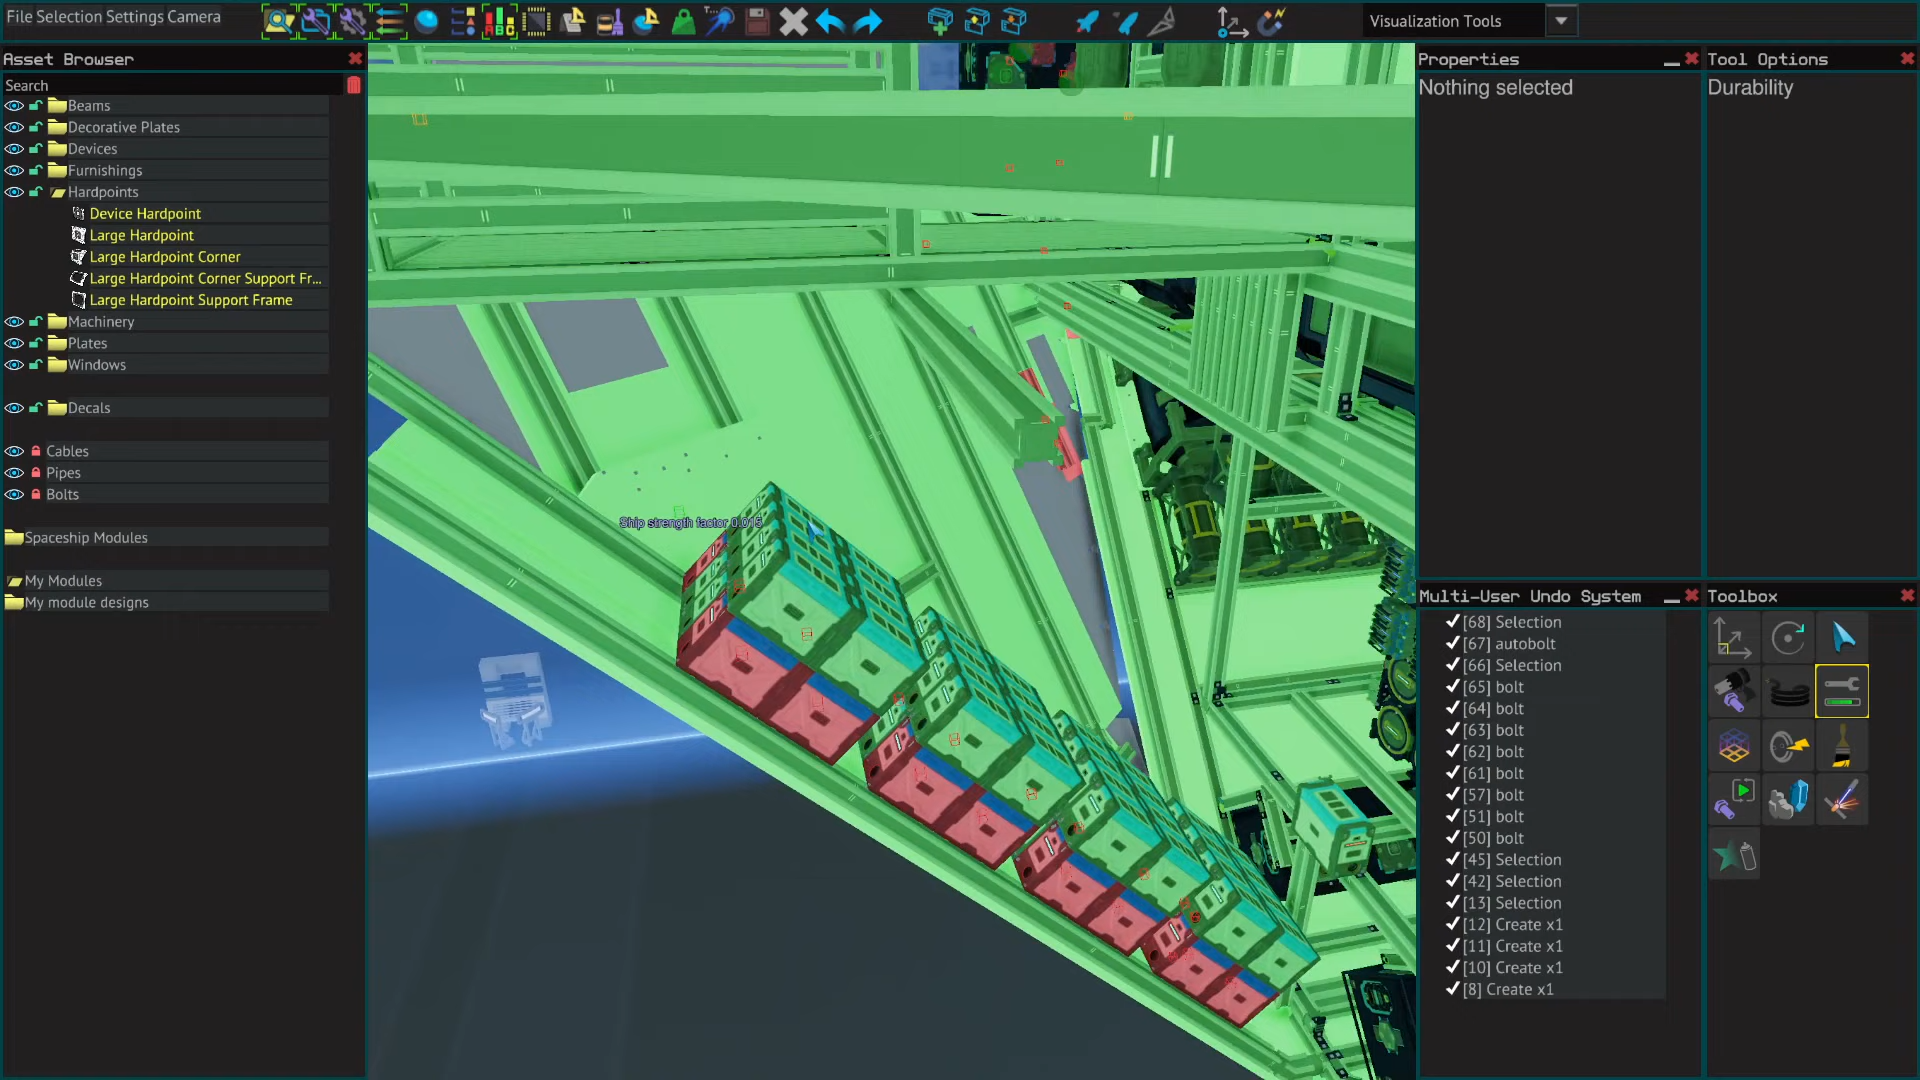 File Selection Settings Camera
Visualization Tools
Asset Browser
Search
Beams
Decorative Plates
Devices
Furnishings
Hardpoints
Device Hardpoint
Large Hardpoint
Large Hardpoint Corner
Large Hardpoint Corner Support Fr...
Large Hardpoint Support Frame
Machinery
Plates
Windows
Decals
Cables
Pipes
Bolts
Spaceship Modules
My Modules
My module designs
ABC
Ship strength factor 0.015
Properties
Nothing selected
Tool Options
Durability
Multi-User Undo System
[68] Selection
[67] autobolt
[66] Selection
[65] bolt
[64] bolt
[63] bolt
[62] bolt
[61] bolt
[57] bolt
[51] bolt
[50] bolt
[45] Selection
[42] Selection
[13] Selection
[12] Create x1
[11] Create x1
[10] Create x1
[8] Create x1
Toolbox